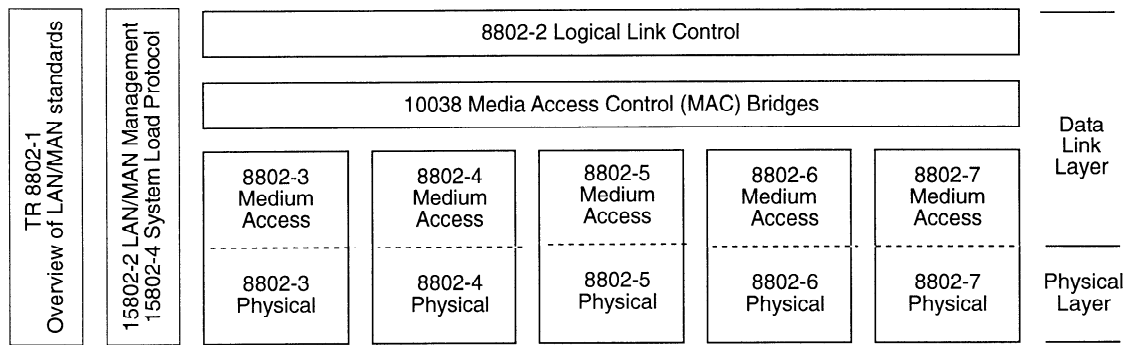 TR 8802-1
Overview of LAN/MAN standards
15802-2 LAN/MAN Management
15802-4 System Load Protocol
8802-2 Logical Link Control
10038 Media Access Control (MAC) Bridges
8802-3
Medium
Access
8802-4
Medium
Access
8802-5
Medium
Access
8802-6
Medium
Access
8802-7
Medium
Access
8802-3
Physical
8802-4
Physical
8802-5
Physical
8802-6
Physical
8802-7
Physical
Data
Link
Layer
Physical
Layer